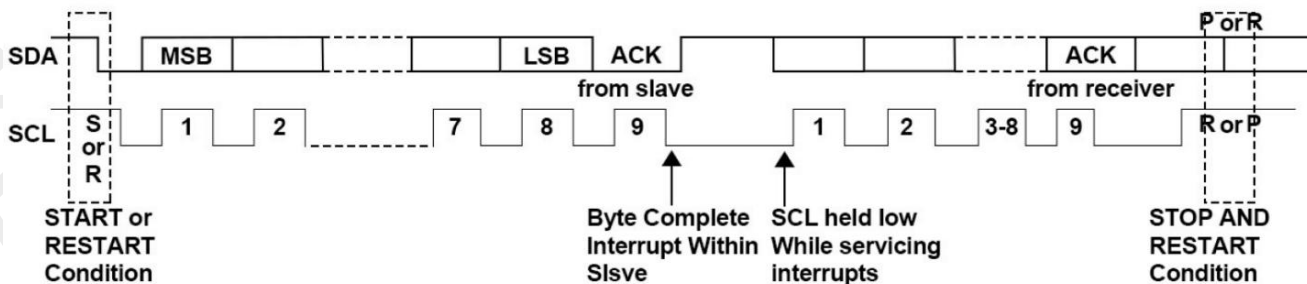 P or R
SDA MSB LSB ACK ACK
from slave from receiver
SCL S or R 1 2 7 8 9 1 2 3-8 9 R or P
START or RESTART Condition
Byte Complete Interrupt Within SIsve
SCL held low While servicing interrupts
STOP AND RESTART Condition